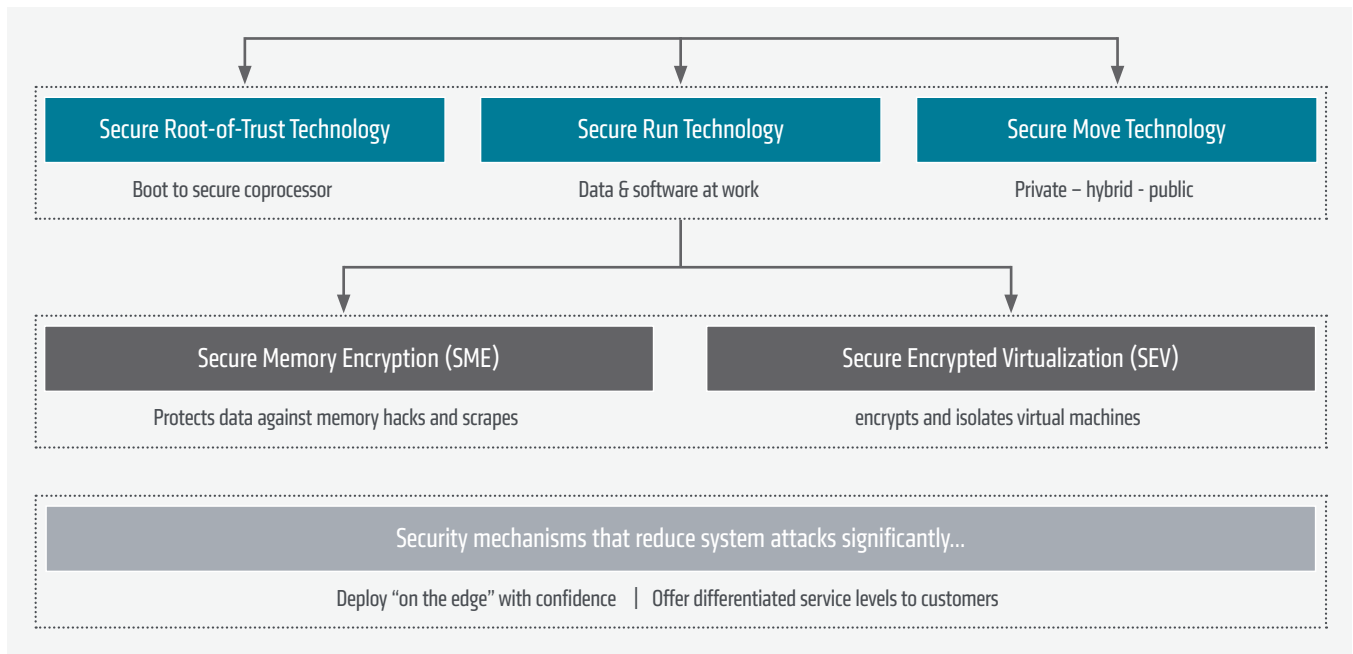 Secure Root-of-Trust Technology
Secure Run Technology
Secure Move Technology
Boot to secure coprocessor
Data & software at work
Private – hybrid - public
Secure Memory Encryption (SME)
Secure Encrypted Virtualization (SEV)
Protects data against memory hacks and scrapes
encrypts and isolates virtual machines
Security mechanisms that reduce system attacks significantly...
Deploy “on the edge” with confidence | Offer differentiated service levels to customers